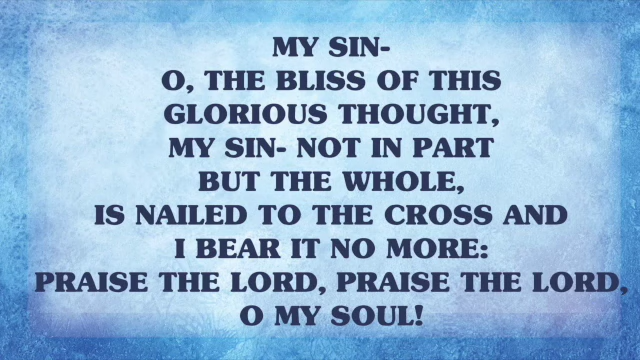 MY SIN-
O, THE BLISS OF THIS
GLORIOUS THOUGHT,
MY SIN- NOT IN PART
BUT THE WHOLE,
IS NAILED TO THE CROSS AND
I BEAR IT NO MORE:
PRAISE THE LORD, PRAISE THE LORD,
O MY SOUL!